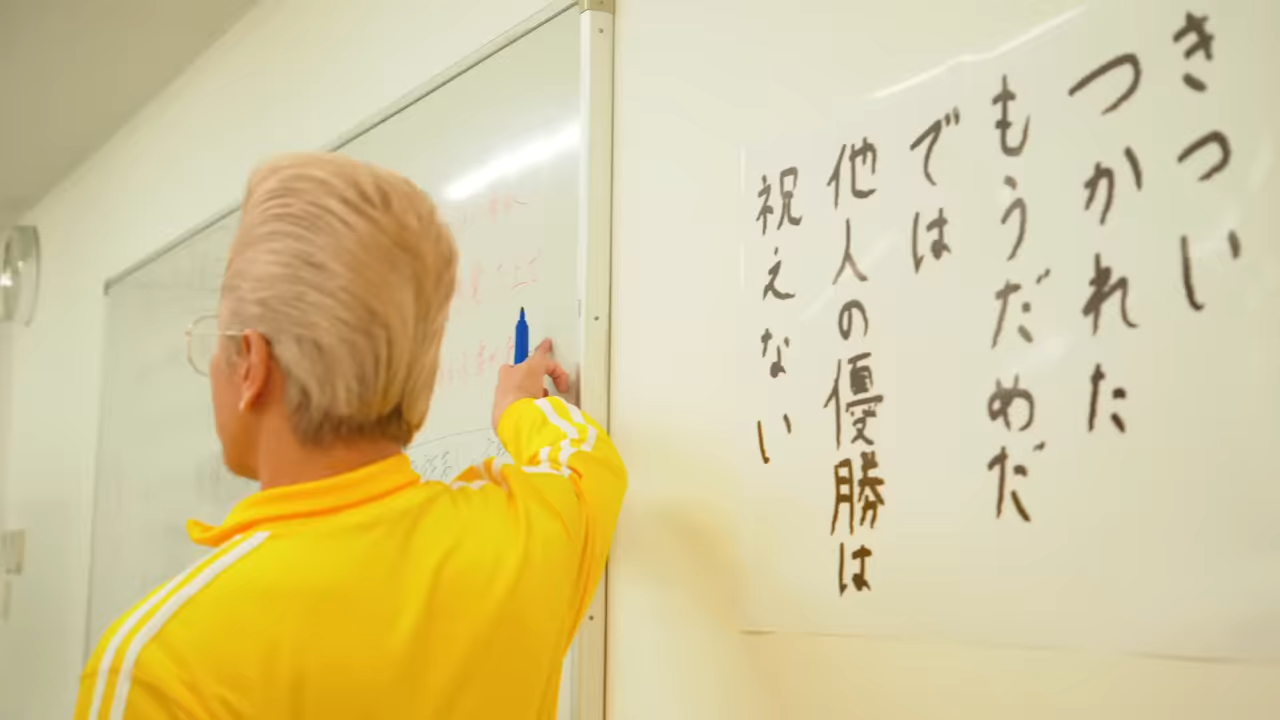 きつい
つかれた
もうだめだ
では
他人の優勝は
祝えない